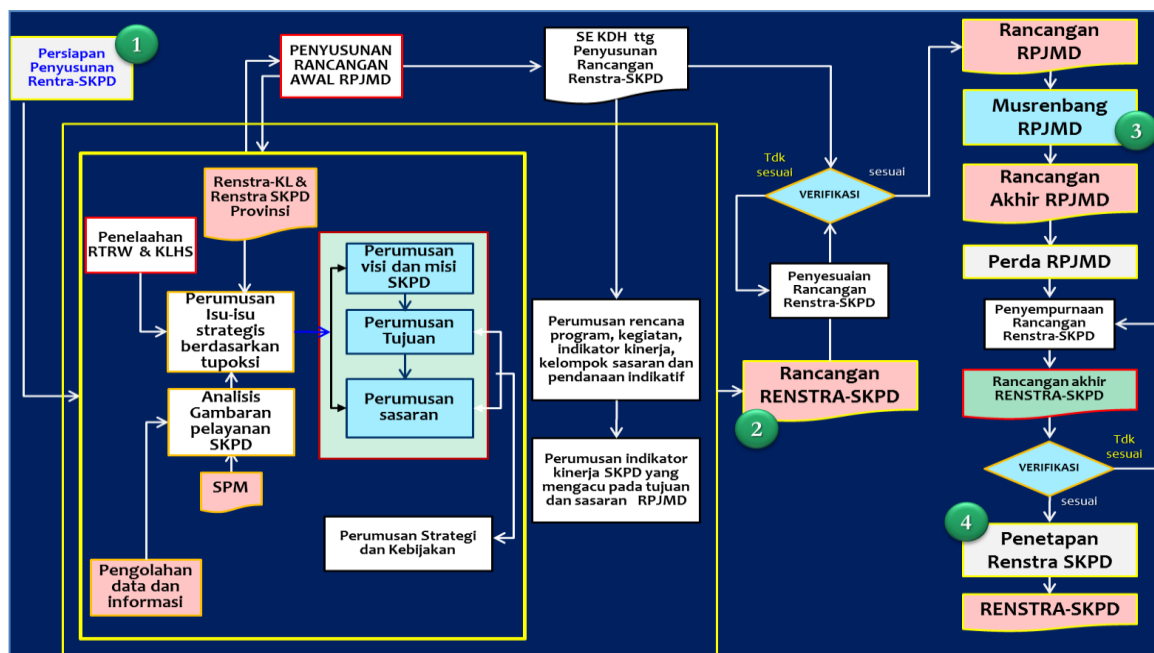 Persiapan
Penyusunan
Rentra-SKPD
1
PENYUSUNAN
RANCANGAN
AWAL RPJMD
SE KDH ttg
Penyusunan
Rancangan
Renstra-SKPD
Renstra-KL &
Renstra SKPD
Provinsi
Penelaahan
RTRW & KLHS
Perumusan
Isu-isu
strategis
berdasarkan
tupoksi
Analisis
Gambaran
pelayanan
SKPD
SPM
Pengolahan
data dan
informasi
Perumusan
visi dan misi
SKPD
Perumusan
Tujuan
Perumusan
sasaran
Perumusan Strategi
dan Kebijakan
Perumusan rencana
program, kegiatan,
indikator kinerja,
kelompok sasaran dan
pendanaan indikatif
Perumusan indikator
kinerja SKPD yang
mengacu pada tujuan
dan sasaran RPJMD
Rancangan
RENSTRA-SKPD
2
Penyesuaian
Rancangan
Renstra-SKPD
Tdk
sesuai
VERIFIKASI
sesuai
Rancangan
RPJMD
Musrenbang
RPJMD
3
Rancangan
Akhir RPJMD
Perda RPJMD
Penyempurnaan
Rancangan
Renstra-SKPD
Rancangan akhir
RENSTRA-SKPD
VERIFIKASI
Tdk
sesuai
sesuai
4
Penetapan
Renstra SKPD
RENSTRA-SKPD